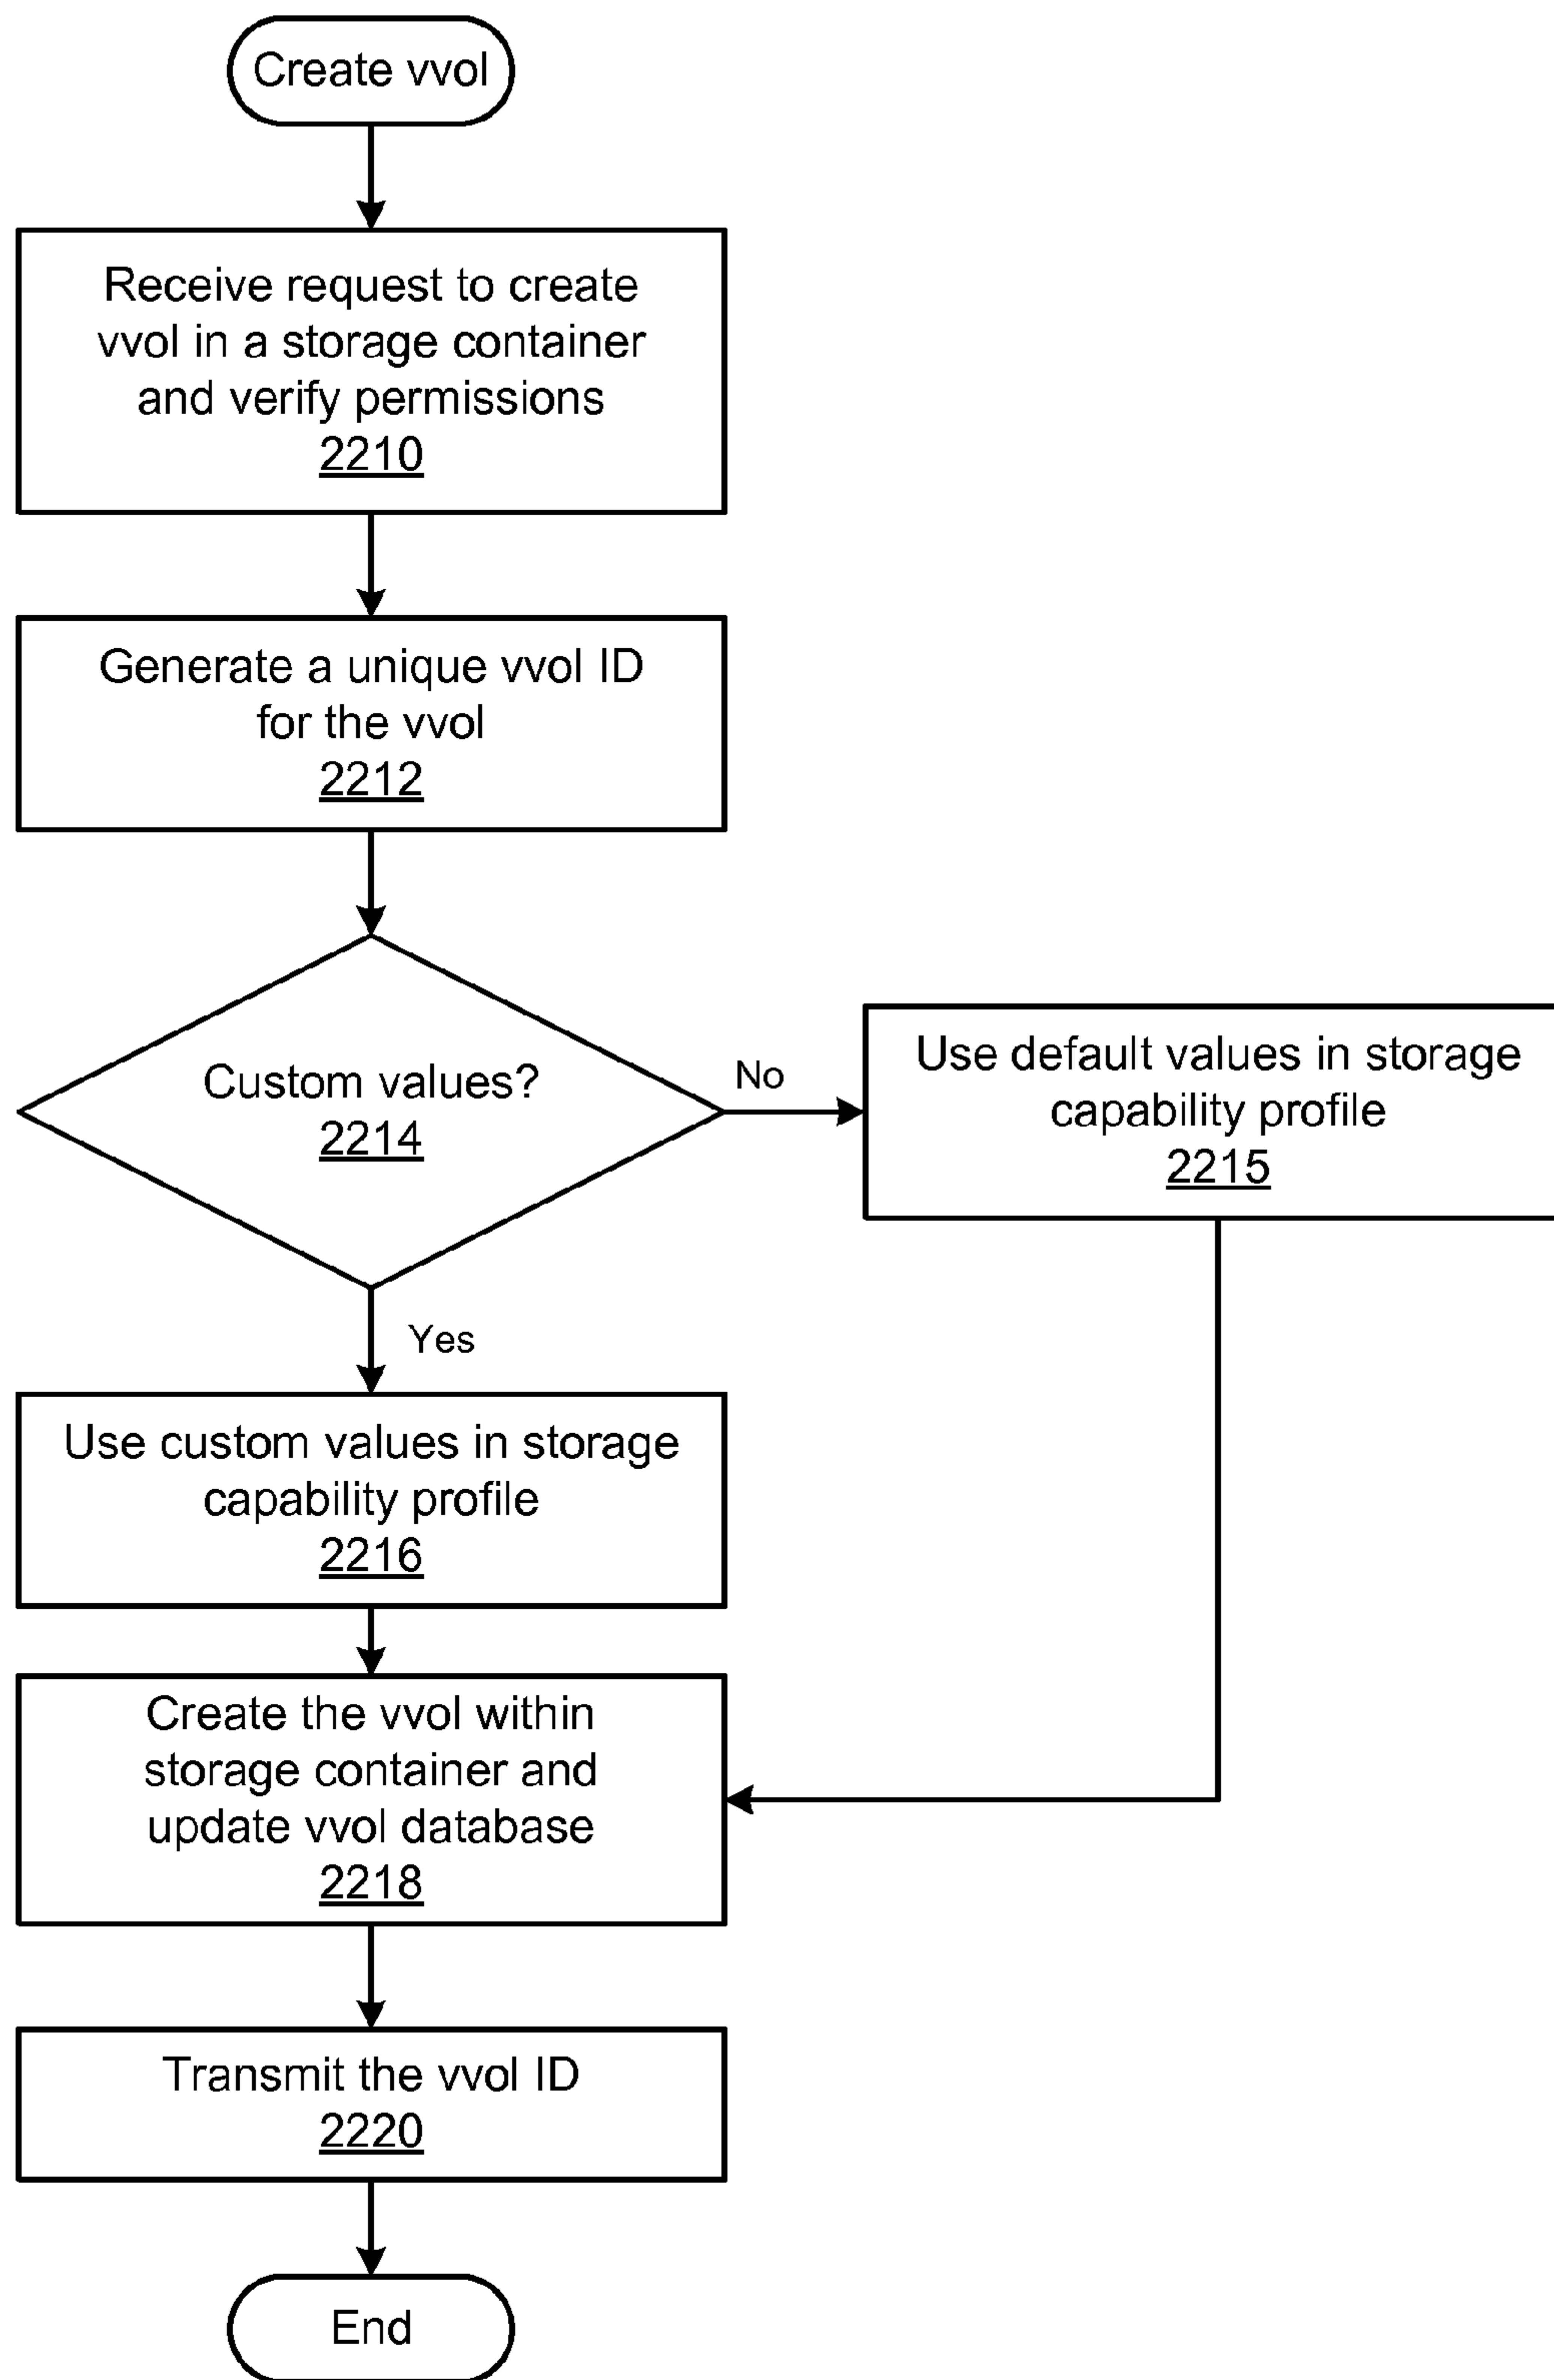 Create vvol
Receive request to create
vvol in a storage container
and verify permissions
2210
Generate a unique vvol ID
for the vvol
2212
Custom values?
2214
No
Use default values in storage
capability profile
2215
Yes
Use custom values in storage
capability profile
2216
Create the vvol within
storage container and
update vvol database
2218
Transmit the vvol ID
2220
End